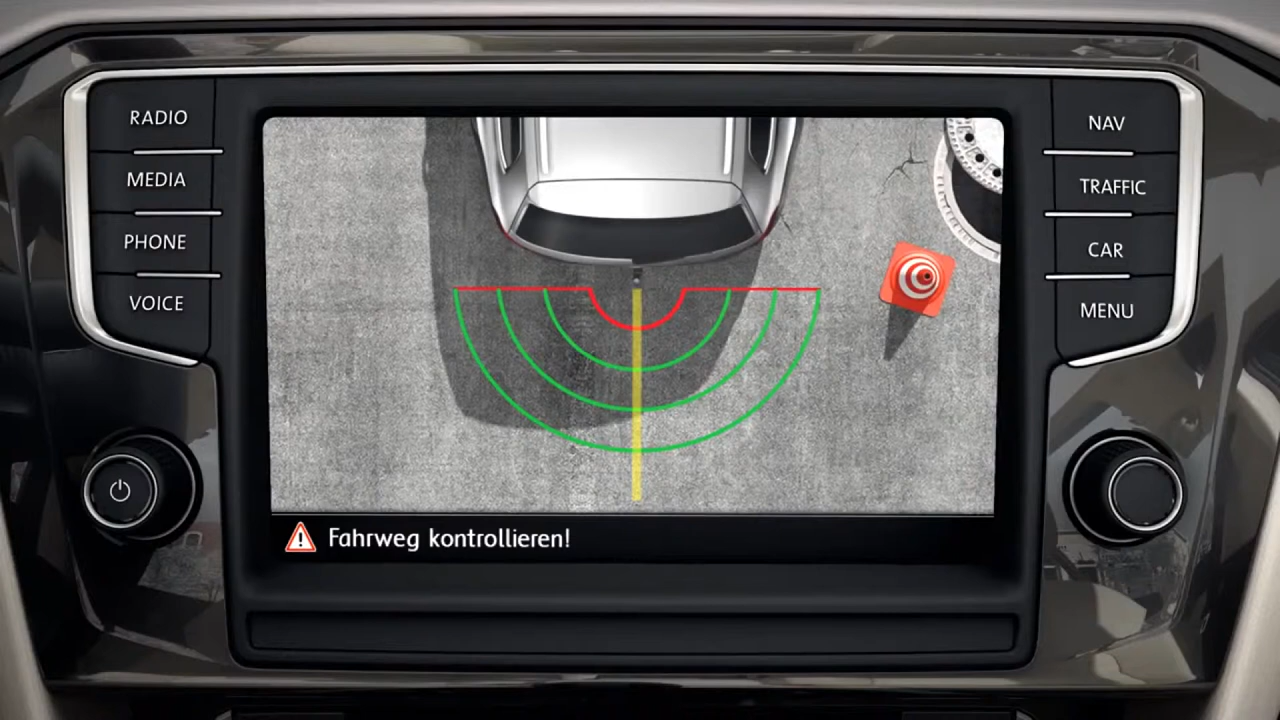 RADIO
MEDIA
PHONE
VOICE
NAV
TRAFFIC
CAR
MENU
Fahrweg kontrollieren!